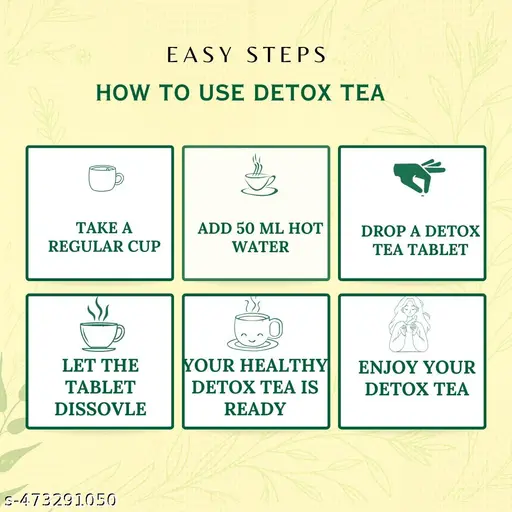 EASY STEPS
HOW TO USE DETOX TEA
TAKE A
REGULAR CUP
ADD 50 ML HOT
WATER
DROP A DETOX
TEA TABLET
LET THE
TABLET
DISSOVLE
YOUR HEALTHY
DETOX TEA IS
READY
ENJOY YOUR
DETOX TEA
s-473291050